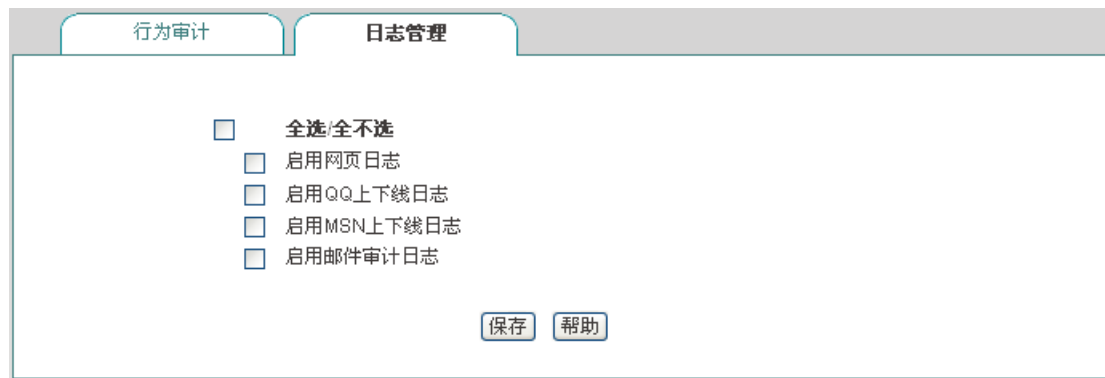 行为审计 日志管理
全选/全不选
启用网页日志
启用QQ上下线日志
启用MSN上下线日志
启用邮件审计日志
保存 帮助